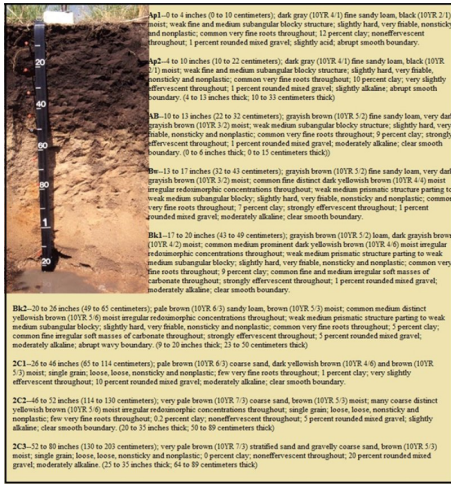 Ap1--0 to 4 inches (0 to 10 centimeters); dark gray (10YR 4/1) fine sandy loam, black (10YR 2/1)
moist; weak fine and medium subangular blocky structure; slightly hard, very friable, nonsticky
and nonplastic; common very fine roots throughout; 12 percent clay; noneffervescent
throughout; 1 percent rounded mixed gravel; slightly acid; abrupt smooth boundary.
Ap2--4 to 10 inches (10 to 22 centimeters); dark gray (10YR 4/1) fine sandy loam, black (10YR
2/1) moist; weak fine and medium subangular blocky structure; slightly hard, very friable,
nonsticky and nonplastic; common very fine roots throughout; 10 percent clay; very slightly
effervescent throughout; 1 percent rounded mixed gravel; slightly alkaline; abrupt smooth
boundary. (4 to 13 inches thick; 10 to 33 centimeters thick)
AB--10 to 13 inches (22 to 32 centimeters); grayish brown (10YR 5/2) fine sandy loam, very dark
grayish brown (10YR 3/2) moist; weak medium subangular blocky structure; slightly hard, very
friable, nonsticky and nonplastic; common very fine roots throughout; 9 percent clay; strongly
effervescent throughout; 1 percent rounded mixed gravel; moderately alkaline; clear smooth
boundary. (0 to 6 inches thick; 0 to 15 centimeters thick))
Bw--13 to 17 inches (32 to 43 centimeters); grayish brown (10YR 5/2) fine sandy loam, very dark
grayish brown (10YR 3/2) moist; common fine distinct dark yellowish brown (10YR 4/4) moist
irregular redoximorphic concentrations throughout; weak medium prismatic structure parting to
weak medium subangular blocky; slightly hard, very friable, nonsticky and nonplastic; common
very fine roots throughout; 7 percent clay; strongly effervescent throughout; 1 percent
rounded mixed gravel; moderately alkaline; clear smooth boundary.
Bk1--17 to 20 inches (43 to 49 centimeters); grayish brown (10YR 5/2) loam, dark grayish brown
(10YR 4/2) moist; common medium prominent dark yellowish brown (10YR 4/6) moist irregular
redoximorphic concentrations throughout; weak medium prismatic structure parting to weak
medium subangular blocky; slightly hard, very friable, nonsticky and nonplastic; common very
fine roots throughout; 9 percent clay; common fine and medium irregular soft masses of
carbonate throughout; strongly effervescent throughout; 1 percent rounded mixed gravel;
moderately alkaline; clear smooth boundary.
20
40
60
80
1
20
Bk2--20 to 26 inches (49 to 65 centimeters); pale brown (10YR 6/3) sandy loam, brown (10YR 5/3) moist; common medium distinct
yellowish brown (10YR 5/6) moist irregular redoximorphic concentrations throughout; weak medium prismatic structure parting to weak
medium subangular blocky; slightly hard, very friable, nonsticky and nonplastic; common very fine roots throughout; 5 percent clay;
common fine irregular soft masses of carbonate throughout; strongly effervescent throughout; 5 percent rounded mixed gravel;
moderately alkaline; abrupt wavy boundary. (9 to 20 inches thick; 23 to 50 centimeters thick)
2C1--26 to 46 inches (65 to 114 centimeters); pale brown (10YR 6/3) coarse sand, dark yellowish brown (10YR 4/6) and brown (10YR
5/3) moist; single grain; loose, loose, nonsticky and nonplastic; few very fine roots throughout; 1 percent clay; very slightly
effervescent throughout; 10 percent rounded mixed gravel; moderately alkaline; clear smooth boundary.
2C2--46 to 52 inches (114 to 130 centimeters); very pale brown (10YR 7/3) coarse sand, brown (10YR 5/3) moist; many coarse distinct
yellowish brown (10YR 5/6) moist irregular redoximorphic concentrations throughout; single grain; loose, loose, nonsticky and
nonplastic; few very fine roots throughout; 0.2 percent clay; noneffervescent throughout; 5 percent rounded mixed gravel; slightly
alkaline; clear smooth boundary. (20 to 35 inches thick; 50 to 89 centimeters thick)
2C3--52 to 80 inches (130 to 203 centimeters); very pale brown (10YR 7/3) stratified sand and gravelly coarse sand, brown (10YR 5/3)
moist; single grain; loose, loose, nonsticky and nonplastic; 0 percent clay; noneffervescent throughout; 20 percent rounded mixed
gravel; moderately alkaline. (25 to 35 inches thick; 64 to 89 centimeters thick)